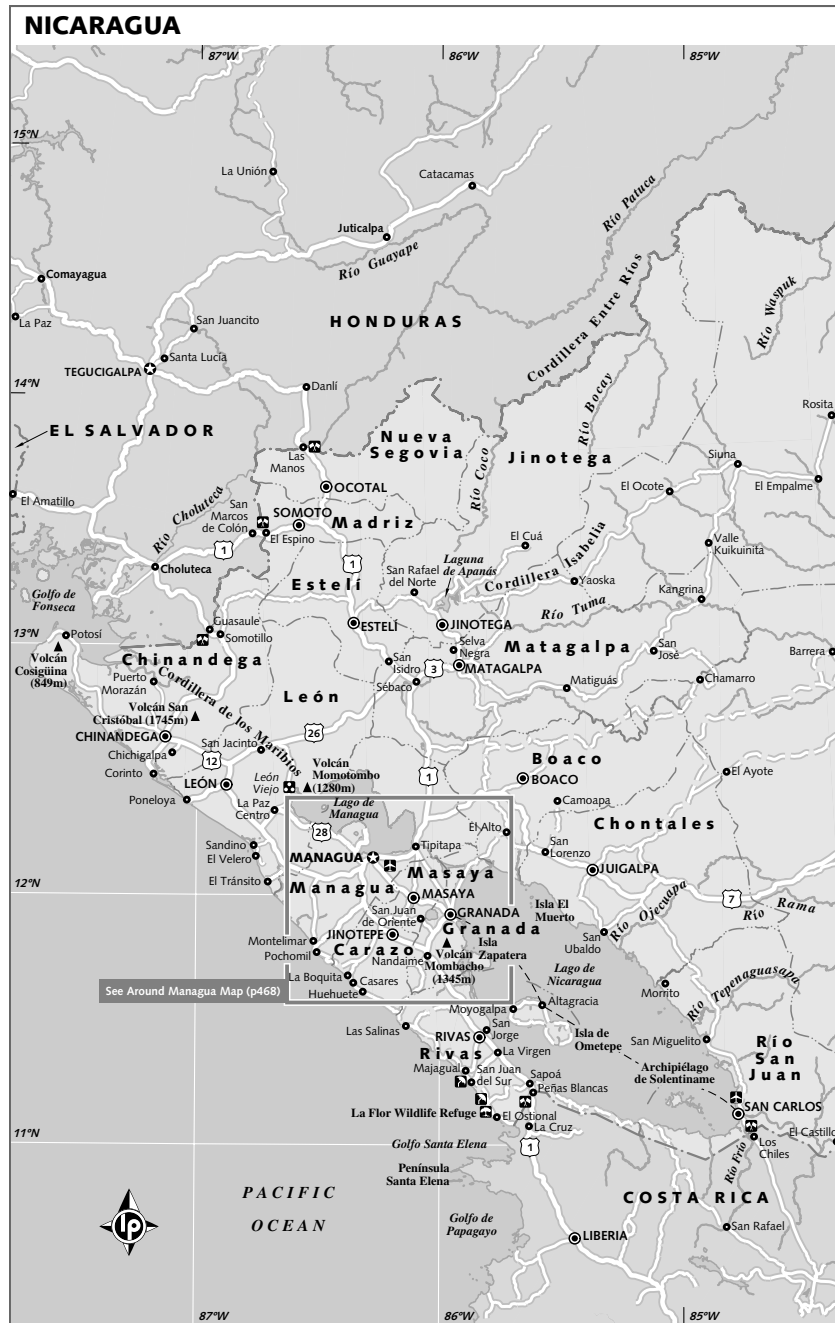 NICARAGUA
87ºW
86ºW
85ºW
15ºN
La Unión
Catacamas
Río Patuca
Juticalpa
Río Guayape
Comayagua
La Paz
San Juancito
HONDURAS
Cordillera Entre Ríos
Río Waspuk
Santa Lucía
TEGUCIGALPA
14ºN
Danlí
Río Bocay
Rosita
EL SALVADOR
Nueva
Segovia
Las
Manos
Jinotega
Siuna
Río Coco
OCOTAL
El Ocote
El Empalme
El Amatillo
Río Choluteca
San
Marcos
de Colón
SOMOTO
Madriz
El Espino
1
El Cuá
Valle
Kuikuinita
Choluteca
1
Estelí
San Rafael
del Norte
Laguna
de Apanás
Cordillera Isabelia
Yaoska
Kangrina
Golfo de
Fonseca
Río Tuma
Guasaule
ESTELÍ
JINOTEGA
13ºN
Potosí
Somotillo
Selva
Negra
Matagalpa
San
José
Barrera
Volcán
Cosigüina
(849m)
Chinandega
San
Isidro
3
MATAGALPA
Puerto
Morazán
León
Sébaco
Matiguás
Chamarro
Cordillera de los Maribios
Volcán San
Cristóbal (1745m)
CHINANDEGA
26
Boaco
Chichigalpa
12
San Jacinto
Volcán
Momotombo
(1280m)
1
BOACO
El Ayote
Corinto
LEÓN
León
Viejo
Poneloya
La Paz
Centro
Lago de
Managua
Camoapa
Chontales
28
El Alto
Sandino
MANAGUA
Tipitapa
San
Lorenzo
El Velero
Masaya
JUIGALPA
12ºN
El Tránsito
Managua
MASAYA
Isla El
Muerto
Río Ojecuapa
7
Río Rama
San Juan
de Oriente
GRANADA
JINOTEPE
Granada
San
Ubaldo
Montelimar
Carazo
Isla
Zapatera
Pochomil
Nandaime
Volcán
Mombacho
(1345m)
Lago de
Nicaragua
La Boquita
Casares
Morrito
Río Tepenaguasapa
See Around Managua Map (p468)
Huehuete
Moyogalpa
Altagracia
Las Salinas
San
Jorge
Isla de
Ometepe
San Miguelito
RIVAS
Río
San
Juan
Rivas
La Virgen
Majagual
San Juan
del Sur
Sapoá
Archipiélago
de Solentiname
Peñas Blancas
La Flor Wildlife Refuge
El Ostional
SAN CARLOS
La Cruz
Los
Chiles
El Castillo
11ºN
Golfo Santa Elena
1
Río Frío
Península
Santa Elena
PACIFIC
OCEAN
COSTA RICA
Golfo de
Papagayo
San Rafael
LIBERIA
lp
87ºW
86ºW
85ºW